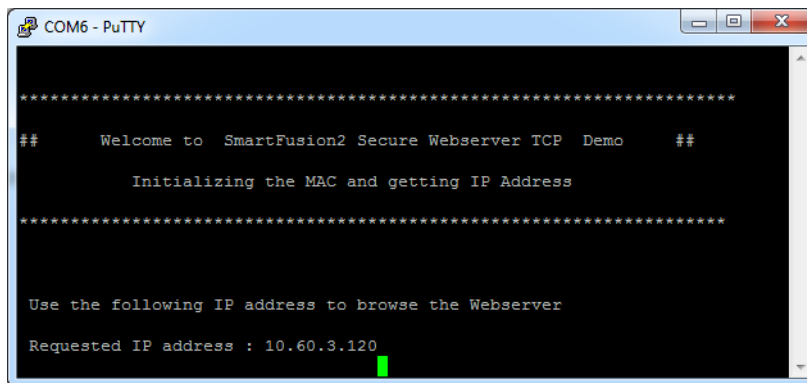 COM6 - PuTTY
**********************************************************************
##      Welcome to  SmartFusion2 Secure Webserver TCP  Demo     ##
Initializing the MAC and getting IP Address
*********************************************************************
Use the following IP address to browse the Webserver
Requested IP address : 10.60.3.120